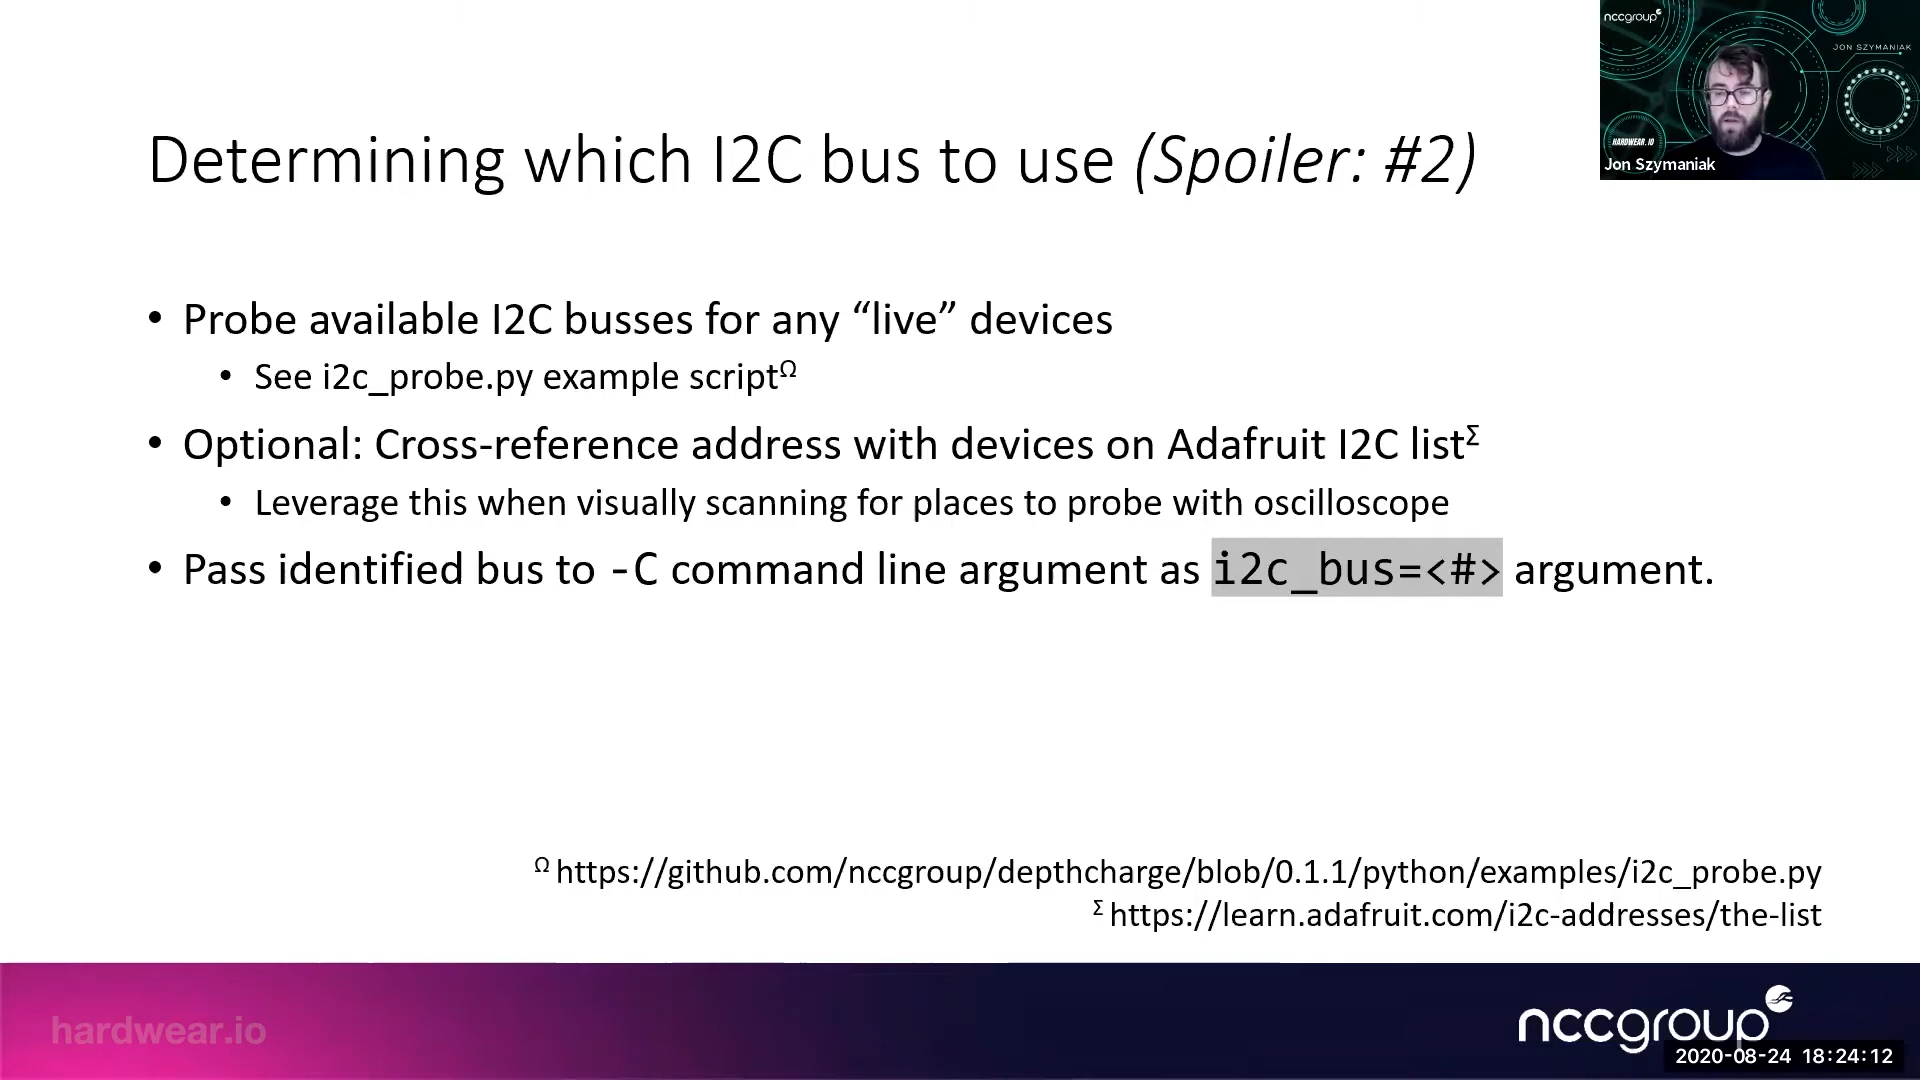 nccgroup
JON SZYMANIAK
HARDWEAR.IO
Jon Szymaniak
Determining which I2C bus to use (Spoiler: #2)
• Probe available I2C busses for any “live” devices
• See i2c_probe.py example scriptΩ
• Optional: Cross-reference address with devices on Adafruit I2C listΣ
• Leverage this when visually scanning for places to probe with oscilloscope
• Pass identified bus to -C command line argument as i2c_bus=<#> argument.
Ω https://github.com/nccgroup/depthcharge/blob/0.1.1/python/examples/i2c_probe.py
Σ https://learn.adafruit.com/i2c-addresses/the-list
hardwear.io
nccgroup
2020-08-24 18:24:12